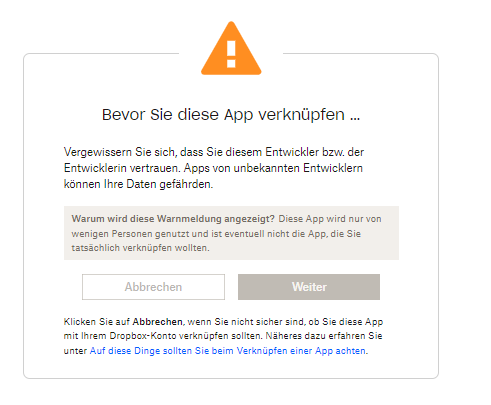 Bevor Sie diese App verknüpfen ...
Vergewissern Sie sich, dass Sie diesem Entwickler bzw. der
Entwicklerin vertrauen. Apps von unbekannten Entwicklern
können Ihre Daten gefährden.
Warum wird diese Warnmeldung angezeigt? Diese App wird nur von
wenigen Personen genutzt und ist eventuell nicht die App, die Sie
tatsächlich verknüpfen wollten.
Abbrechen
Weiter
Klicken Sie auf Abbrechen, wenn Sie nicht sicher sind, ob Sie diese App
mit Ihrem Dropbox-Konto verknüpfen sollten. Näheres dazu erfahren Sie
unter Auf diese Dinge sollten Sie beim Verknüpfen einer App achten.